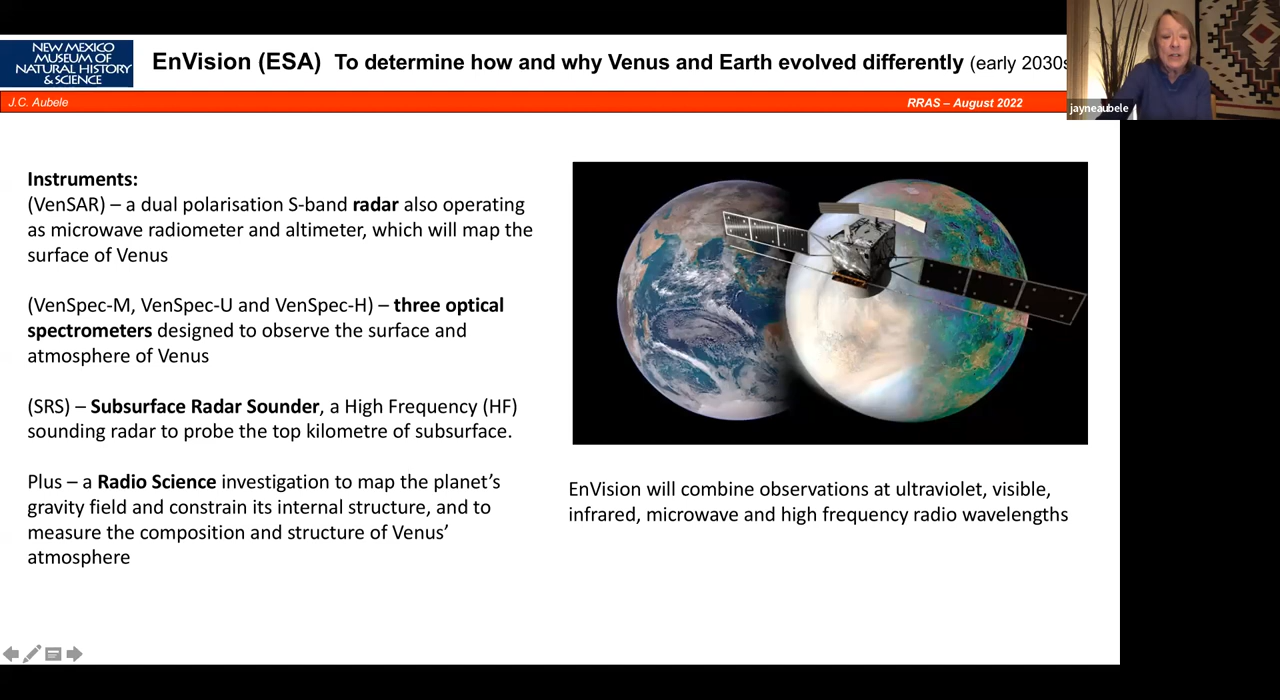 NEW MEXICO
MUSEUM OF
NATURAL HISTORY
& SCIENCE
EnVision (ESA) To determine how and why Venus and Earth evolved differently (early 2030s
J.C. Aubele
RRAS – August 2022
jayneaubele
Instruments:
(VenSAR) – a dual polarisation S-band radar also operating
as microwave radiometer and altimeter, which will map the
surface of Venus
(VenSpec-M, VenSpec-U and VenSpec-H) – three optical
spectrometers designed to observe the surface and
atmosphere of Venus
(SRS) – Subsurface Radar Sounder, a High Frequency (HF)
sounding radar to probe the top kilometre of subsurface.
Plus – a Radio Science investigation to map the planet’s
gravity field and constrain its internal structure, and to
measure the composition and structure of Venus’
atmosphere
EnVision will combine observations at ultraviolet, visible,
infrared, microwave and high frequency radio wavelengths